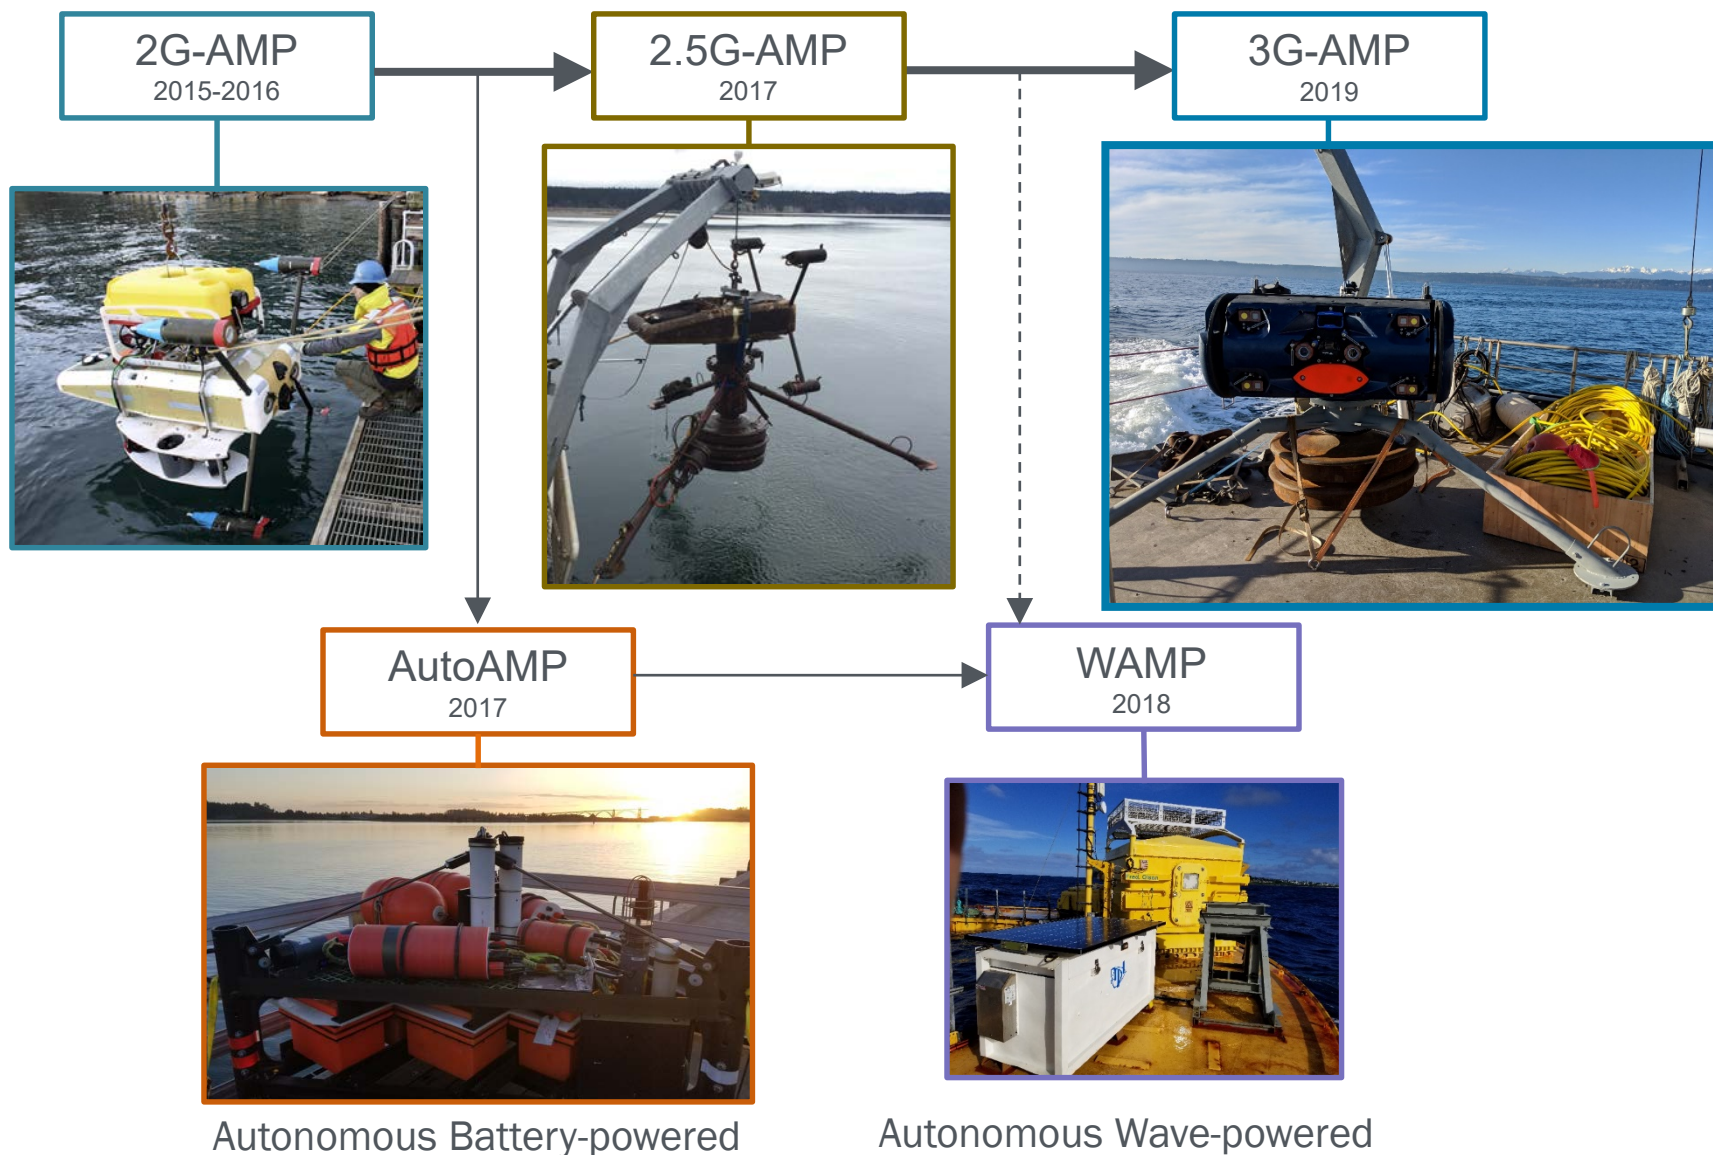 2G-AMP
2015-2016
2.5G-AMP
2017
3G-AMP
2019
AutoAMP
2017
WAMP
2018
Autonomous Battery-powered
Autonomous Wave-powered